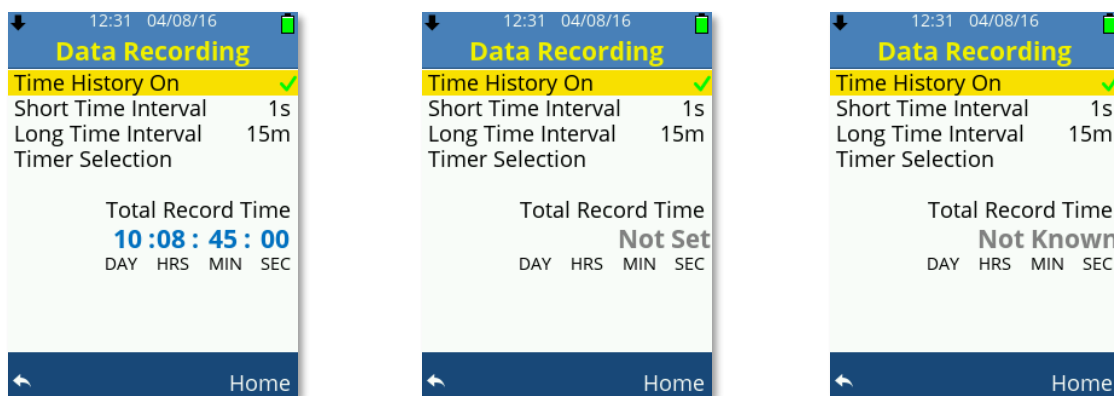 12:31 04/08/16
Data Recording
Time History On
Short Time Interval 1s
Long Time Interval 15m
Timer Selection
Total Record Time
10 :08 : 45 : 00
DAY HRS MIN SEC
Home
12:31 04/08/16
Data Recording
Time History On
Short Time Interval 1s
Long Time Interval 15m
Timer Selection
Total Record Time
Not Set
DAY HRS MIN SEC
Home
12:31 04/08/16
Data Recording
Time History On
Short Time Interval 1s
Long Time Interval 15m
Timer Selection
Total Record Time
Not Known
DAY HRS MIN SEC
Home